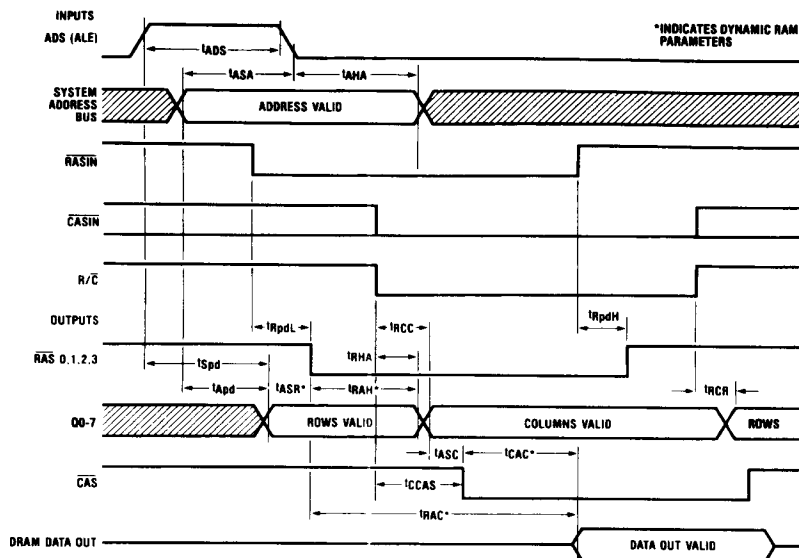 INPUTS
ADS (ALE)
tADS
*INDICATES DYNAMIC RAM
PARAMETERS
tASA
tAHA
SYSTEM
ADDRESS
BUS
ADDRESS VALID
RASIN
CASIN
R/C
OUTPUTS
tRpdL
tRCC
tRpdH
RAS 0,1,2,3
tSpd
tRHA
tApd
tASR*
tRAH*
tRCR
Q0-7
ROWS VALID
COLUMNS VALID
ROWS
tASC
tCAC*
CAS
tCCAS
tRAC*
DRAM DATA OUT
DATA OUT VALID